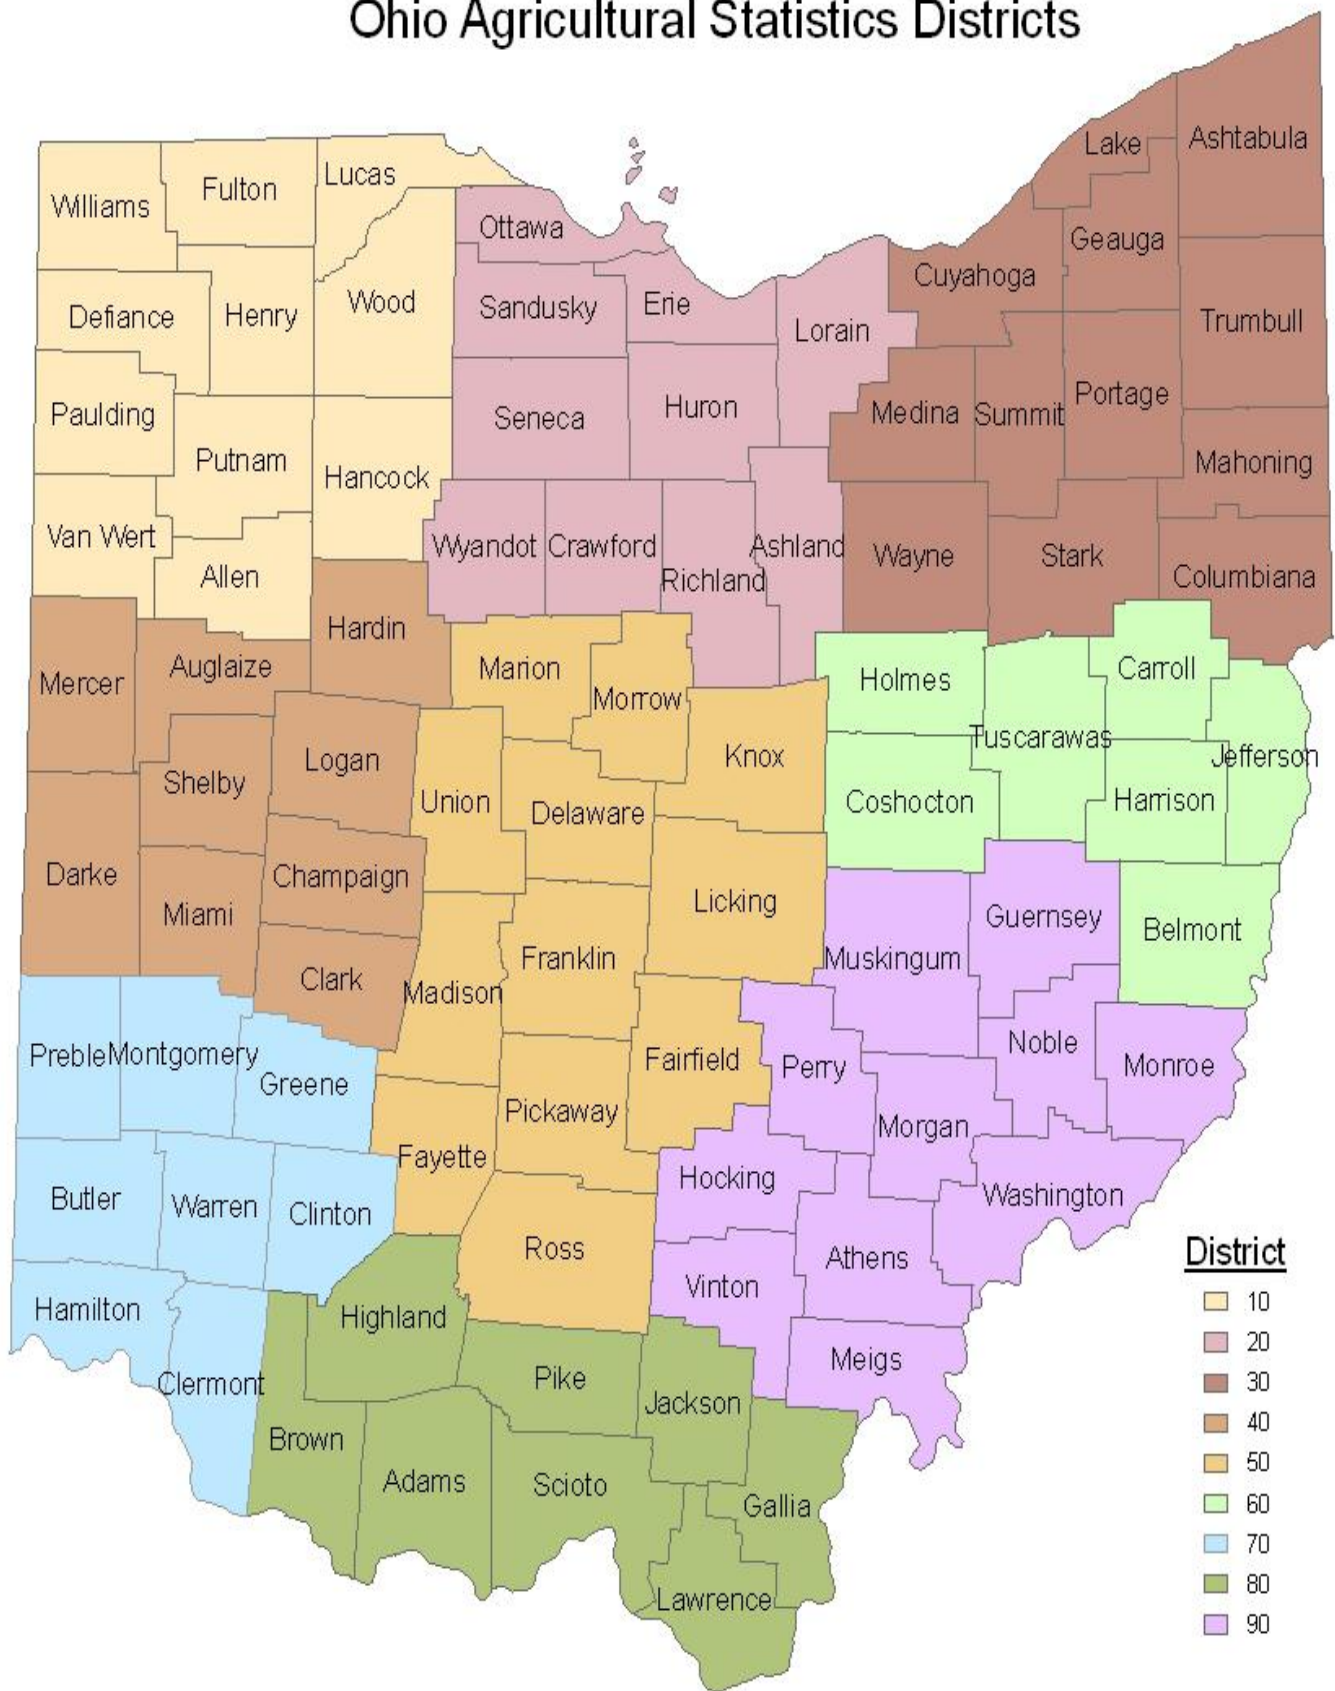 Ohio Agricultural Statistics Districts
Lake
Ashtabula
Williams
Fulton
Lucas
Ottawa
Geauga
Cuyahoga
Defiance
Henry
Wood
Sandusky
Erie
Lorain
Trumbull
Paulding
Putnam
Hancock
Seneca
Huron
Medina
Summit
Portage
Mahoning
Van Wert
Allen
Wyandot
Crawford
Richland
Ashland
Wayne
Stark
Columbiana
Mercer
Auglaize
Hardin
Marion
Morrow
Holmes
Tuscarawas
Carroll
Jefferson
Shelby
Logan
Union
Delaware
Knox
Coshocton
Harrison
Darke
Miami
Champaign
Licking
Guernsey
Belmont
Clark
Madison
Franklin
Muskingum
Noble
Monroe
Preble
Montgomery
Greene
Fairfield
Perry
Fayette
Pickaway
Morgan
Butler
Warren
Clinton
Hocking
Washington
Ross
Athens
Hamilton
Highland
Vinton
Meigs
Clermont
Pike
Jackson
Brown
Adams
Scioto
Gallia
Lawrence
District
10
20
30
40
50
60
70
80
90